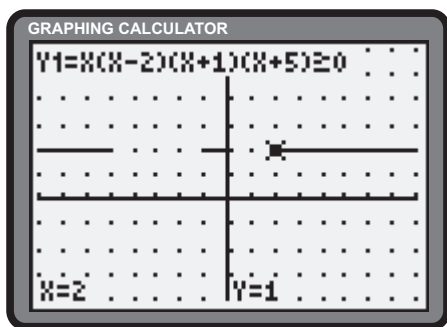 GRAPHING CALCULATOR
Y1=X(X-2)(X+1)(X+5)≥0
X=2 Y=1